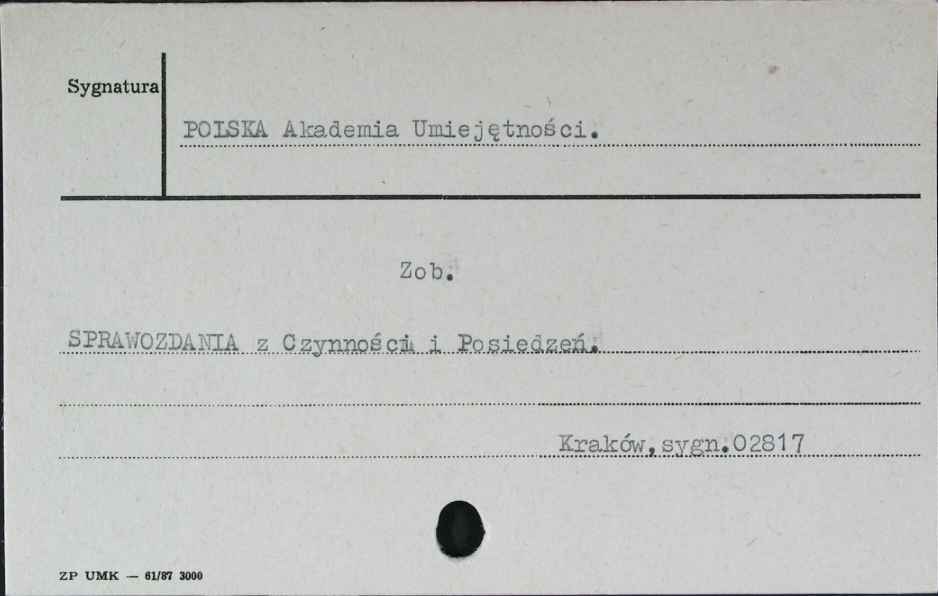 Sygnatura
POLSKA Akademia Umiejętności.
Zob.
SPRAWOZDANIA z Czynności i Posiedzeń.
Kraków,sygn.02817
ZP UMK — 61/87 3000